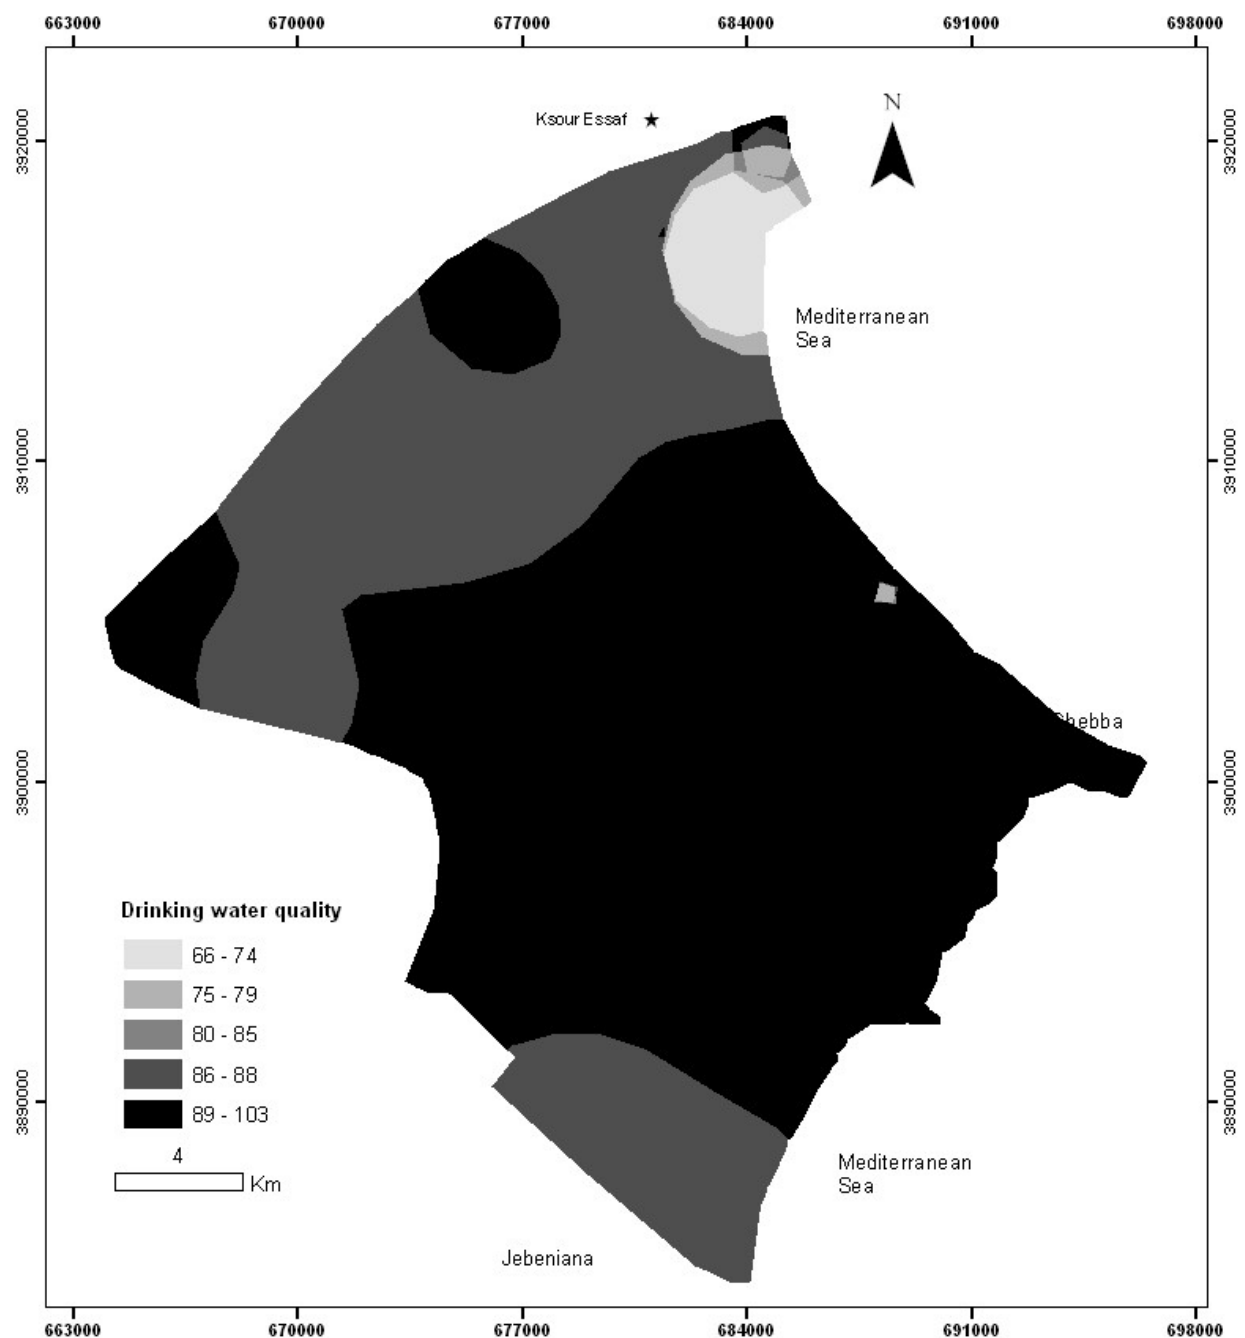 663000 670000 677000 684000 691000 698000
Ksour Essaf
N
3920000 3920000
Mediterranean
Sea
3910000 3910000
hebba
3900000 3900000
Drinking water quality
66 - 74
75 - 79
80 - 85
86 - 88
89 - 103
3890000 3890000
4
Km
Mediterranean
Sea
Jebeniana
663000 670000 677000 684000 691000 698000